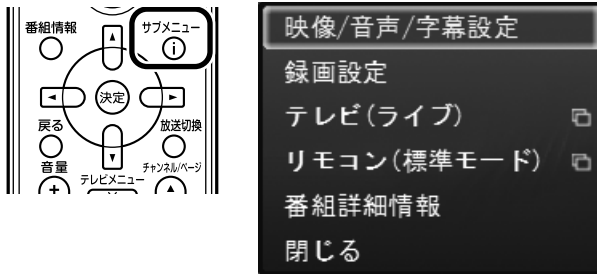 番組情報
サブメニュー
i
決定
戻る
放送切換
音量
チャンネル/ページ
テレビメニュー
+
映像/音声/字幕設定
録画設定
テレビ(ライブ)
リモコン(標準モード)
番組詳細情報
閉じる